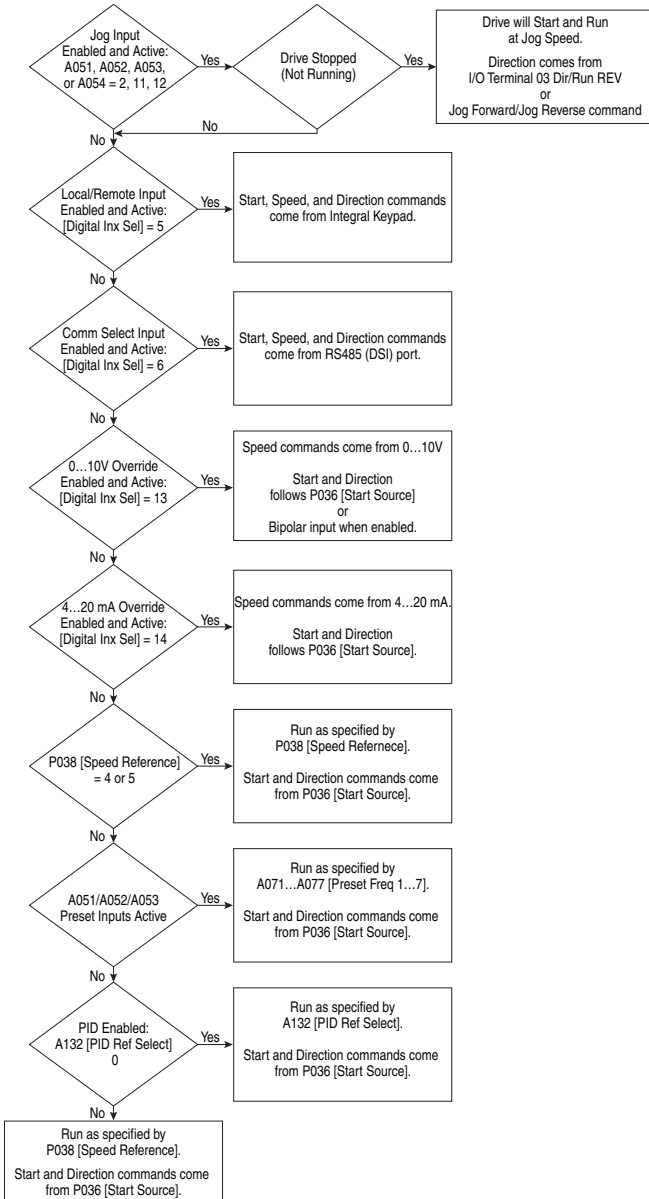 Jog Input
Enabled and Active:
A051, A052, A053,
or A054 = 2, 11, 12
Yes
Drive Stopped
(Not Running)
Yes
Drive will Start and Run
at Jog Speed.
Direction comes from
I/O Terminal 03 Dir/Run REV
or
Jog Forward/Jog Reverse command
No
No
Local/Remote Input
Enabled and Active:
[Digital Inx Sel] = 5
Yes
Start, Speed, and Direction commands
come from Integral Keypad.
No
Comm Select Input
Enabled and Active:
[Digital Inx Sel] = 6
Yes
Start, Speed, and Direction commands
come from RS485 (DSI) port.
No
0...10V Override
Enabled and Active:
[Digital Inx Sel] = 13
Yes
Speed commands come from 0...10V
Start and Direction
follows P036 [Start Source]
or
Bipolar input when enabled.
No
4...20 mA Override
Enabled and Active:
[Digital Inx Sel] = 14
Yes
Speed commands come from 4...20 mA.
Start and Direction
follows P036 [Start Source].
No
P038 [Speed Reference]
= 4 or 5
Yes
Run as specified by
P038 [Speed Refernece].
Start and Direction commands come
from P036 [Start Source].
No
A051/A052/A053
Preset Inputs Active
Yes
Run as specified by
A071...A077 [Preset Freq 1...7].
Start and Direction commands come
from P036 [Start Source].
No
PID Enabled:
A132 [PID Ref Select]
0
Yes
Run as specified by
A132 [PID Ref Select].
Start and Direction commands come
from P036 [Start Source].
No
Run as specified by
P038 [Speed Reference].
Start and Direction commands come
from P036 [Start Source].